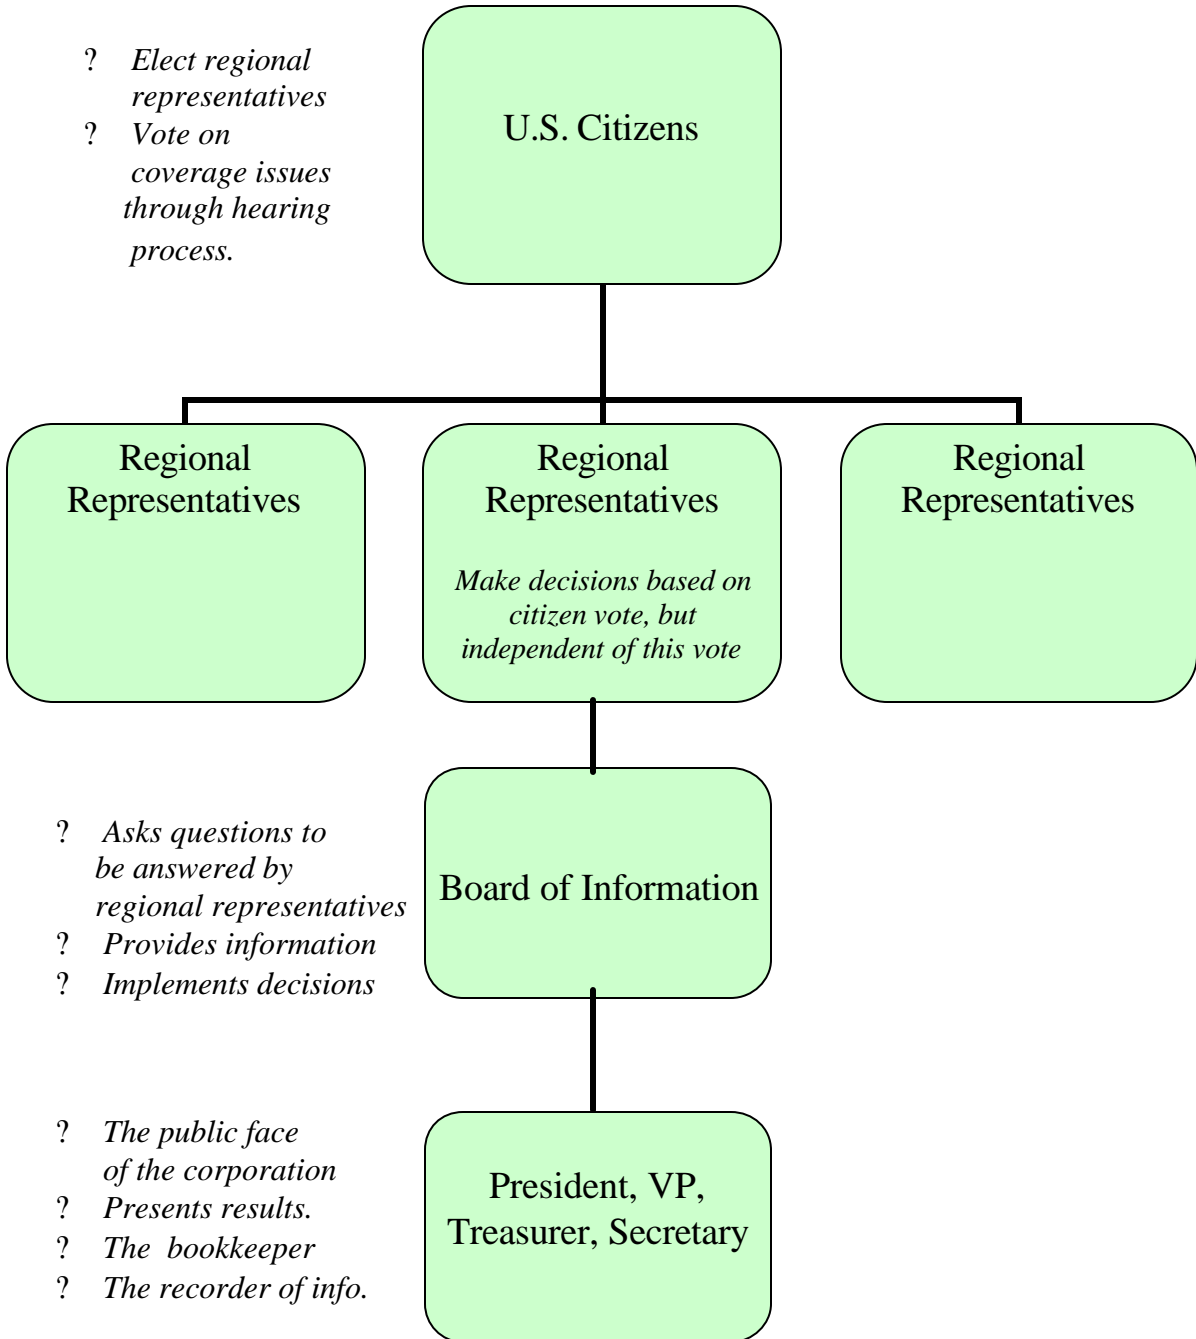 ? Elect regional
representatives
? Vote on
coverage issues
through hearing
process.
U.S. Citizens
Regional
Representatives
Regional
Representatives
Make decisions based on
citizen vote, but
independent of this vote
Regional
Representatives
? Asks questions to
be answered by
regional representatives
? Provides information
? Implements decisions
Board of Information
? The public face
of the corporation
? Presents results.
? The bookkeeper
? The recorder of info.
President, VP,
Treasurer, Secretary